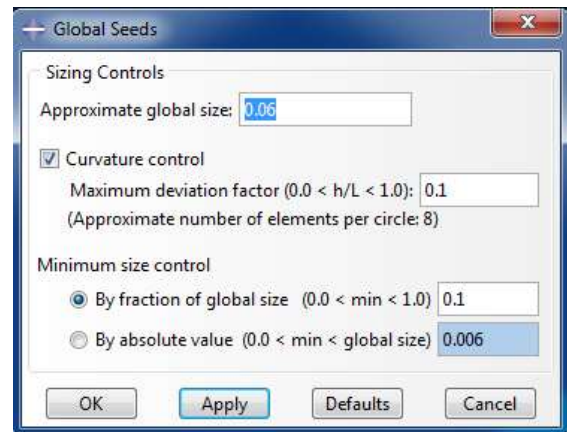 Global Seeds
Sizing Controls
Approximate global size: 0.06
Curvature control
Maximum deviation factor (0.0 < h/L < 1.0): 0.1
(Approximate number of elements per circle: 8)
Minimum size control
By fraction of global size (0.0 < min < 1.0) 0.1
By absolute value (0.0 < min < global size) 0.006
OK Apply Defaults Cancel